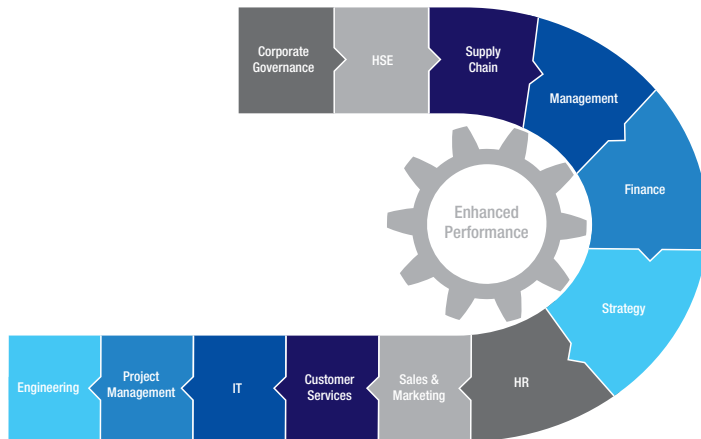 Corporate
Governance
HSE
Supply
Chain
Management
Finance
Strategy
HR
Sales &
Marketing
Customer
Services
IT
Project
Management
Engineering
Enhanced
Performance